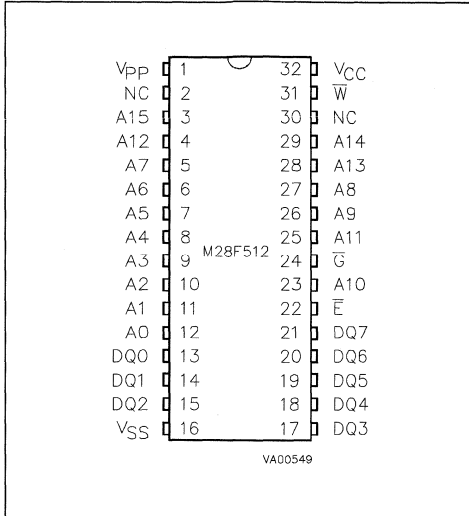 VPP 1 32 VCC
NC 2 31 W̅
A15 3 30 NC
A12 4 29 A14
A7 5 28 A13
A6 6 27 A8
A5 7 26 A9
A4 8 25 A11
M28F512
A3 9 24 G̅
A2 10 23 A10
A1 11 22 E̅
A0 12 21 DQ7
DQ0 13 20 DQ6
DQ1 14 19 DQ5
DQ2 15 18 DQ4
VSS 16 17 DQ3
VA00549